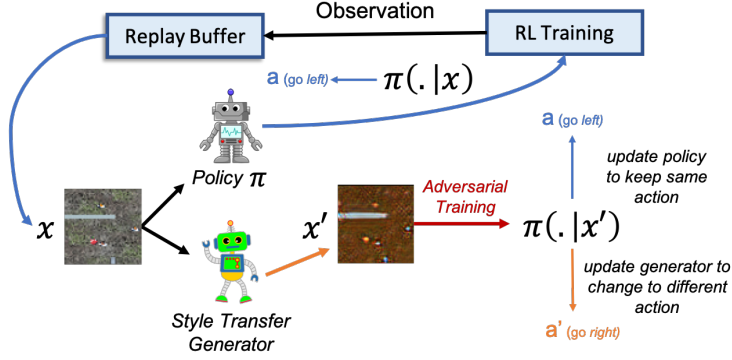 Observation
Replay Buffer
RL Training
a (go left)
π(. |x)
Policy π
a (go left)
update policy
to keep same
action
x
x′
Adversarial
Training
π(. |x′)
update generator to
change to different
action
Style Transfer
Generator
a’ (go right)